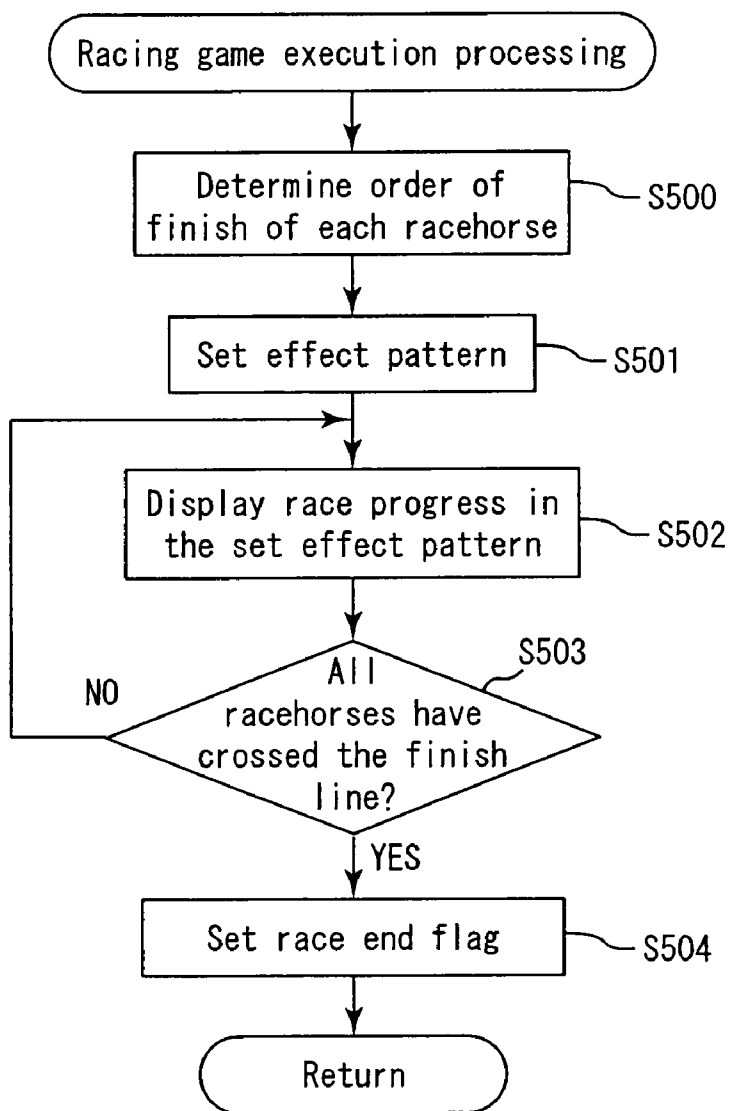 Racing game execution processing
Determine order of
finish of each racehorse
S500
Set effect pattern
S501
Display race progress in
the set effect pattern
S502
S503
All
racehorses have
crossed the finish
line?
NO
YES
Set race end flag
S504
Return